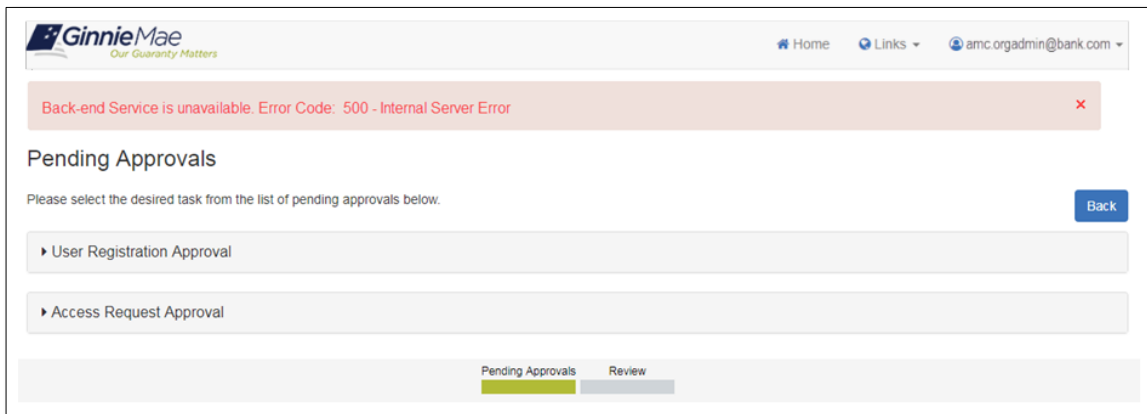 GinnieMae
Our Guaranty Matters
Home Links amc.orgadmin@bank.com
Back-end Service is unavailable. Error Code: 500 - Internal Server Error ×
Pending Approvals
Please select the desired task from the list of pending approvals below.
Back
User Registration Approval
Access Request Approval
Pending Approvals Review